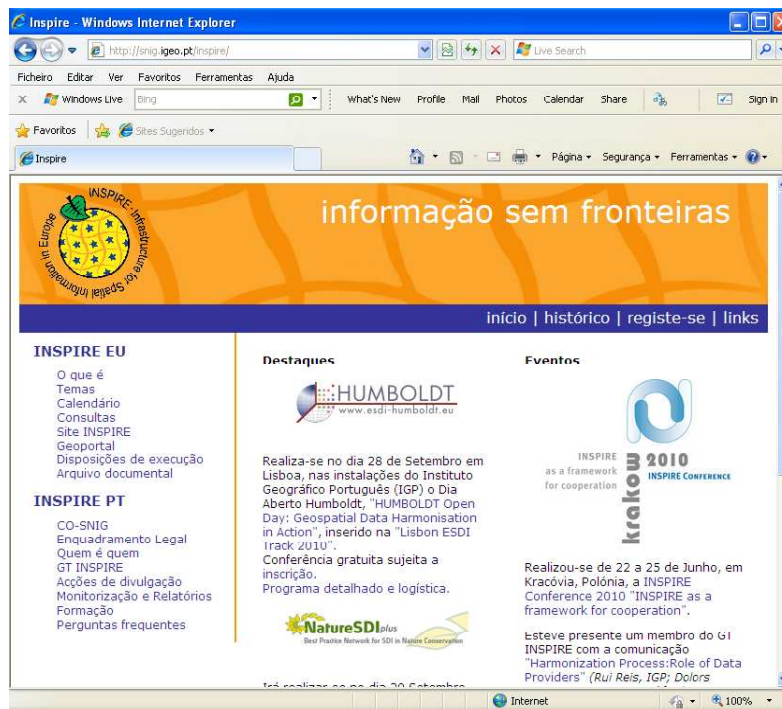 Inspire - Windows Internet Explorer
http://snig.igeo.pt/inspire/
Live Search
Ficheiro Editar Ver Favoritos Ferramentas Ajuda
Windows Live Bing What's New Profile Mail Photos Calendar Share Sign in
Favoritos Sites Sugeridos
Inspire Página Segurança Ferramentas
INSPIRE: Infrastructure for Spatial Information in Europe
informação sem fronteiras
início | histórico | registe-se | links
INSPIRE EU
O que é
Temas
Calendário
Consultas
Site INSPIRE
Geoportal
Disposições de execução
Arquivo documental
INSPIRE PT
CO-SNIG
Enquadramento Legal
Quem é quem
GT INSPIRE
Acções de divulgação
Monitorização e Relatórios
Formação
Perguntas frequentes
Destaques
HUMBOLDT
www.esdi-humboldt.eu
Realiza-se no dia 28 de Setembro em
Lisboa, nas instalações do Instituto
Geográfico Português (IGP) o Dia
Aberto Humboldt, "HUMBOLDT Open
Day: Geospatial Data Harmonisation
in Action", inserido na "Lisbon ESDI
Track 2010".
Conferência gratuita sujeita a
inscrição.
Programa detalhado e logística.
NatureSDIplus
Best Practice Network for SDI in Nature Conservation
Irá realizar-se no dia 29 Setembro
Eventos
INSPIRE
as a framework
for cooperation
krakow
2010
INSPIRE CONFERENCE
Realizou-se de 22 a 25 de Junho, em
Kracóvia, Polónia, a INSPIRE
Conference 2010 "INSPIRE as a
framework for cooperation".
Esteve presente um membro do GT
INSPIRE com a comunicação
"Harmonization Process:Role of Data
Providers" (Rui Reis, IGP; Dolors
Internet 100%